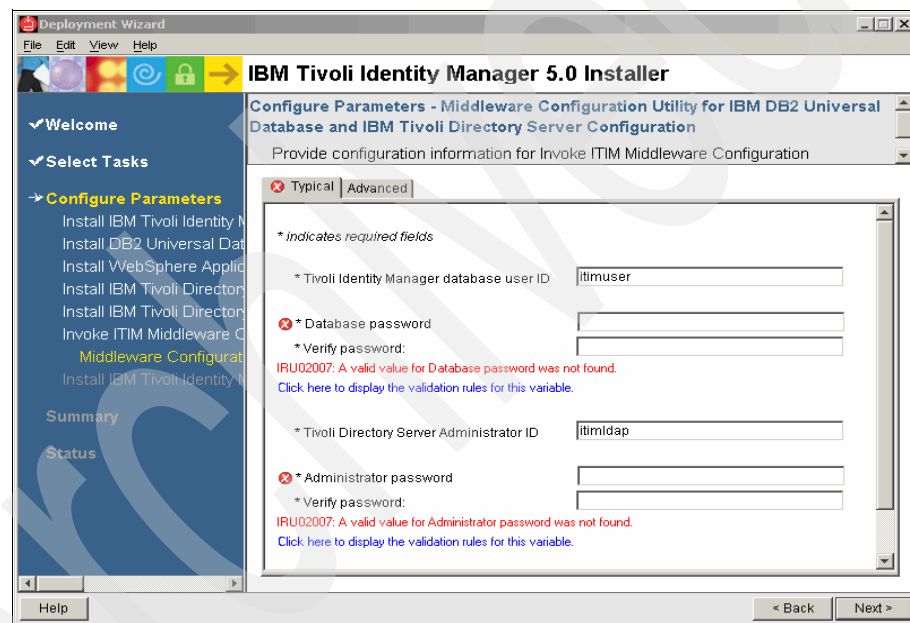 Deployment Wizard
File Edit View Help
IBM Tivoli Identity Manager 5.0 Installer
Welcome
Select Tasks
Configure Parameters
Install IBM Tivoli Identity M
Install DB2 Universal Dat
Install WebSphere Applic
Install IBM Tivoli Director
Install IBM Tivoli Director
Invoke ITIM Middleware C
Middleware Configurat
Install IBM Tivoli Identity M
Summary
Status
Configure Parameters - Middleware Configuration Utility for IBM DB2 Universal
Database and IBM Tivoli Directory Server Configuration
Provide configuration information for Invoke ITIM Middleware Configuration
Typical Advanced
* indicates required fields
* Tivoli Identity Manager database user ID itimuser
* Database password
* Verify password:
IRU02007: A valid value for Database password was not found.
Click here to display the validation rules for this variable.
* Tivoli Directory Server Administrator ID itimldap
* Administrator password
* Verify password:
IRU02007: A valid value for Administrator password was not found.
Click here to display the validation rules for this variable.
Help < Back Next >